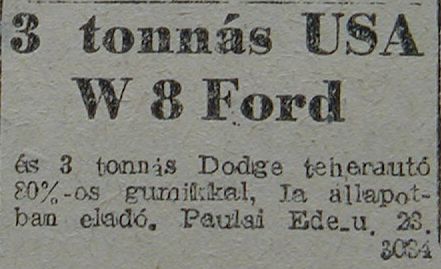 3 tonnás USA
W 8 Ford
és 3 tonnás Dodge teherautó
80%-os gumikkal, Ia állapot-
ban eladó. Paulai Ede-u. 23.
3034